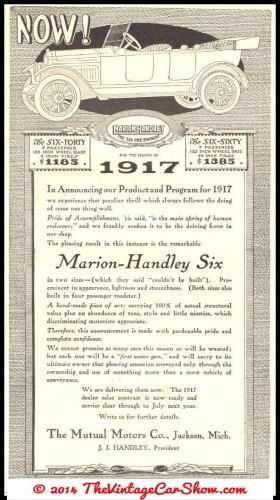 NOW!
MARION-HANDLEY
THE SIX PRE-EMINENT
The SIX-FORTY
5 PASSENGER
120 INCH WHEEL BASE
4 INCH TIRES
$1185
The SIX-SIXTY
7 PASSENGER
125 INCH WHEEL BASE
4½ INCH TIRES
$1385
FOR THE SEASON OF
1917
In Announcing our Product and Program for 1917
we experience that peculiar thrill which always follows the doing
of some one thing well.
Pride of Accomplishment, 'tis said, "is the main spring of human
endeavor," and we frankly confess it to be the driving force in
our shop.
The pleasing result in this instance is the remarkable
Marion-Handley Six
in two sizes—(which they said "couldn't be built"). Pre-
eminent in appearance, lightness and staunchness. (Both sizes also
built in four passenger roadster.)
A hand-made piece of art; carrying 100% of actual structural
value plus an abundance of tone, style and little niceties, which
discriminating motorists appreciate.
Therefore, this announcement is made with pardonable pride and
complete confidence.
We cannot promise as many cars this season as will be wanted;
but each one will be a "first water gem," and will carry to its
ultimate owner that pleasing sensation conveyed only through the
ownership and use of something more than a mere vehicle of
conveyance.
We are delivering now. The 1917
dealer sales contract is now ready and
carries clear through to July next year.
Write us for further details.
The Mutual Motors Co., Jackson, Mich.
J. I. HANDLEY, President
© 2014 TheVintageCarShow.com